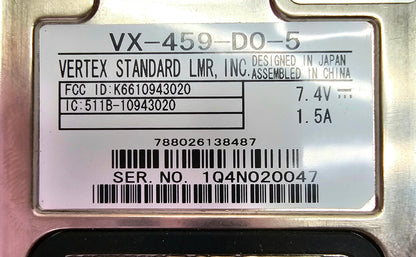 VX-459-D0-5
VERTEX STANDARD LMR, INC. DESIGNED IN JAPAN
ASSEMBLED IN CHINA
FCC ID:K6610943020
7.4V⎓
IC:511B-10943020
1.5A
788026138487
SER. NO. 1Q4N020047